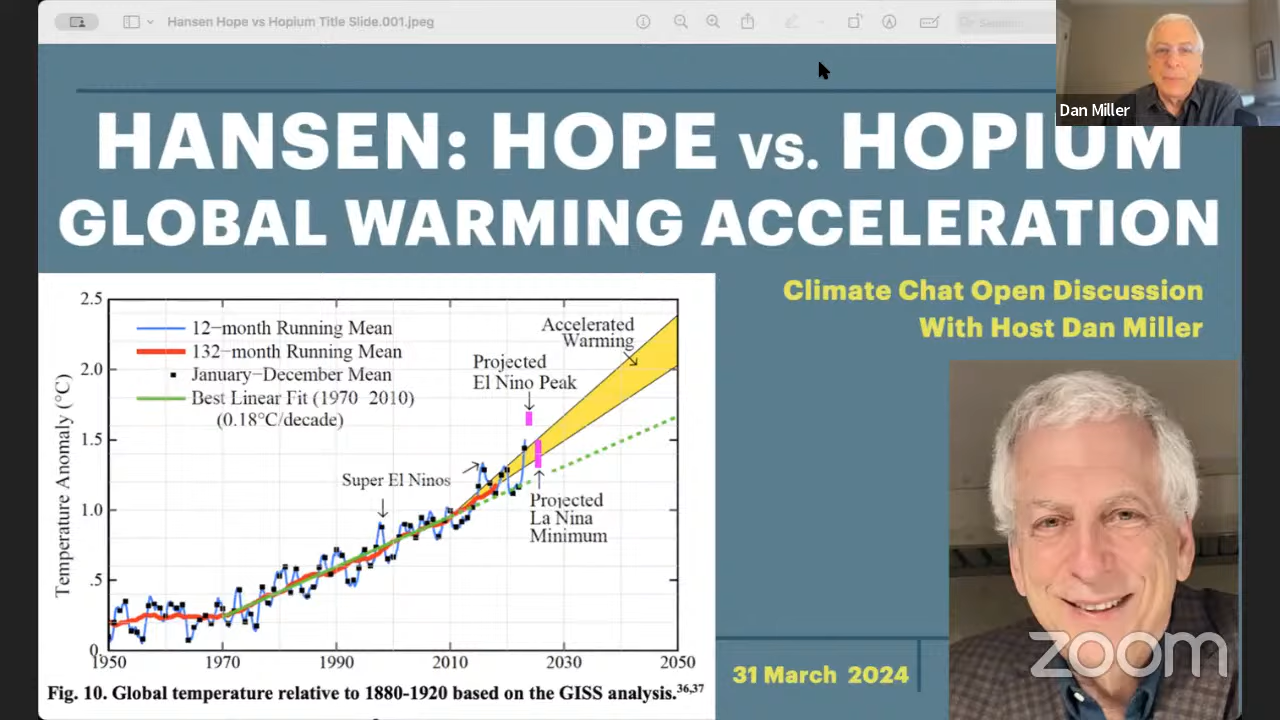 Hansen Hope vs Hopium Title Slide.001.jpeg
Dan Miller
HANSEN: HOPE vs. HOPIUM
GLOBAL WARMING ACCELERATION
Climate Chat Open Discussion
With Host Dan Miller
2.5
2.0
1.5
1.0
.5
0.
Temperature Anomaly (°C)
12−month Running Mean
132−month Running Mean
January−December Mean
Best Linear Fit (1970 2010)
(0.18°C/decade)
Accelerated
Warming
Projected
El Nino Peak
Super El Ninos
Projected
La Nina
Minimum
1950 1970 1990 2010 2030 2050
Fig. 10. Global temperature relative to 1880-1920 based on the GISS analysis.36,37
31 March 2024
zoom